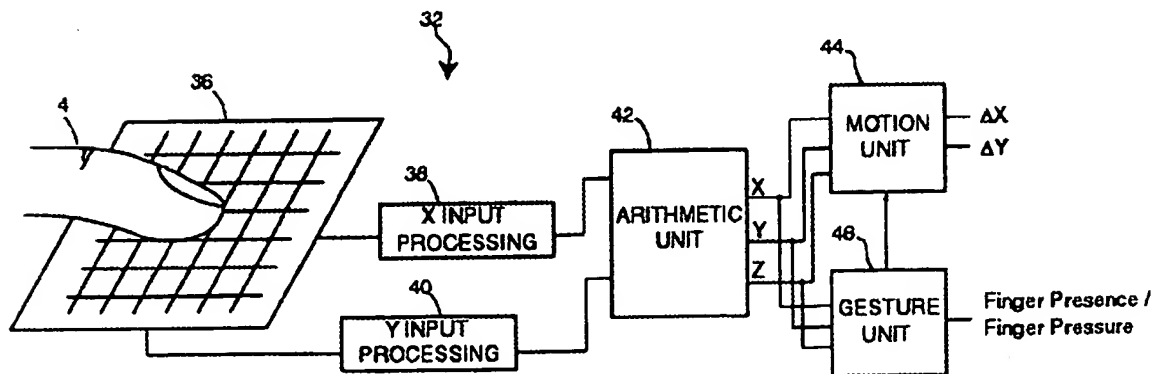 32
44
36
4
42
MOTION
UNIT
ΔX
ΔY
38
X INPUT
PROCESSING
X
ARITHMETIC
UNIT
Y
Z
46
40
Y INPUT
PROCESSING
GESTURE
UNIT
Finger Presence /
Finger Pressure